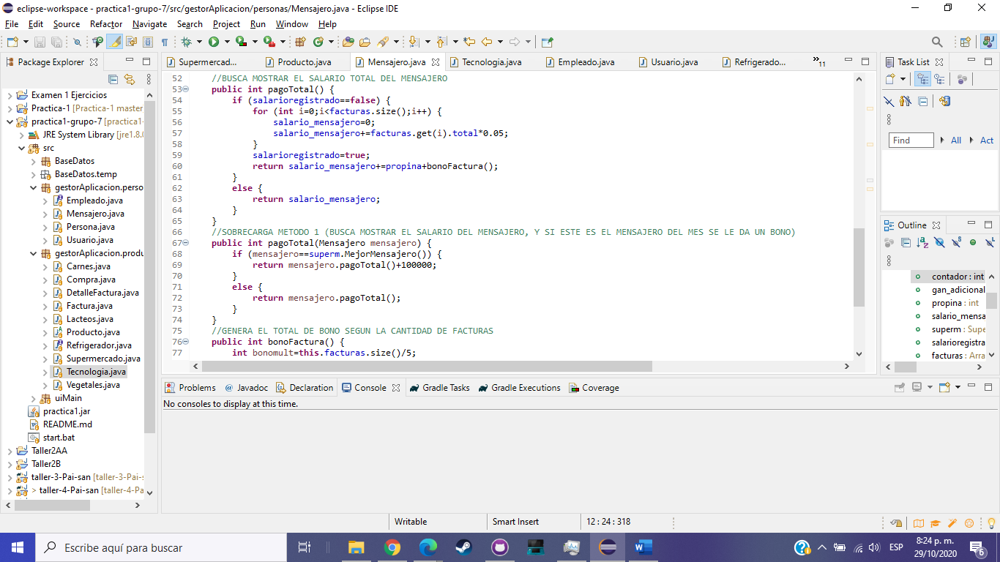 eclipse-workspace - practica1-grupo-7/src/gestorAplicacion/personas/Mensajero.java - Eclipse IDE
File Edit Source Refactor Navigate Search Project Run Window Help
Package Explorer
Examen 1 Ejercicios
Practica-1 [Practica-1 master
practica1-grupo-7 [practica1-
JRE System Library [jre1.8.0
src
BaseDatos
BaseDatos.temp
gestorAplicacion.perso
Empleado.java
Mensajero.java
Persona.java
Usuario.java
gestorAplicacion.produ
Carnes.java
Compra.java
DetalleFactura.java
Factura.java
Lacteos.java
Producto.java
Refrigerador.java
Supermercado.java
Tecnologia.java
Vegetales.java
uiMain
practica1.jar
README.md
start.bat
Taller2AA
Taller2B
taller-3-Pai-san [taller-3-Pai-s
> taller-4-Pai-san [taller-4-Pa
Supermercad... Producto.java Mensajero.java Tecnologia.java Empleado.java Usuario.java Refrigerado... »11
52 //BUSCA MOSTRAR EL SALARIO TOTAL DEL MENSAJERO
53 public int pagoTotal() {
54 if (salarioregistrado==false) {
55 for (int i=0;i<facturas.size();i++) {
56 salario_mensajero=0;
57 salario_mensajero+=facturas.get(i).total*0.05;
58 }
59 salarioregistrado=true;
60 return salario_mensajero+=propina+bonoFactura();
61 }
62 else {
63 return salario_mensajero;
64 }
65 }
66 //SOBRECARGA METODO 1 (BUSCA MOSTRAR EL SALARIO DEL MENSAJERO, Y SI ESTE ES EL MENSAJERO DEL MES SE LE DA UN BONO)
67 public int pagoTotal(Mensajero mensajero) {
68 if (mensajero==superm.MejorMensajero()) {
69 return mensajero.pagoTotal()+100000;
70 }
71 else {
72 return mensajero.pagoTotal();
73 }
74 }
75 //GENERA EL TOTAL DE BONO SEGUN LA CANTIDAD DE FACTURAS
76 public int bonoFactura() {
77 int bonomult=this.facturas.size()/5;
Task List
Find All Act
Outline
contador : int
gan_adicional
propina : int
salario_mensa
superm : Supe
salarioregistra
facturas : Arra
Problems @ Javadoc Declaration Console Gradle Tasks Gradle Executions Coverage
No consoles to display at this time.
Writable Smart Insert 12 : 24 : 318
Escribe aquí para buscar
ESP
8:24 p. m.
29/10/2020
6